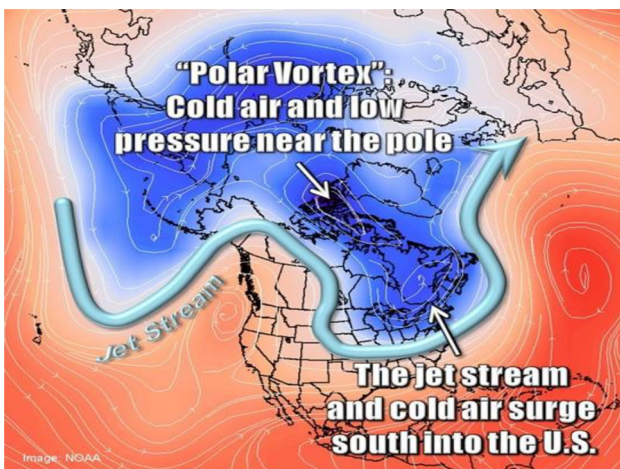 “Polar Vortex”:
Cold air and low
pressure near the pole
Jet Stream
The jet stream
and cold air surge
south into the U.S.
Image: NOAA